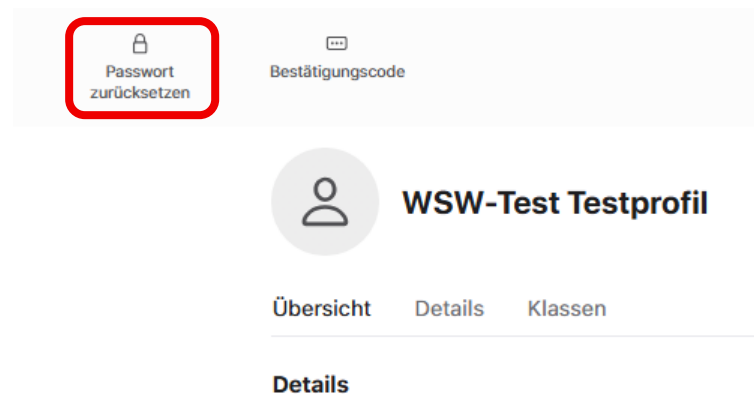 Passwort
zurücksetzen
Bestätigungscode
WSW-Test Testprofil
Übersicht Details Klassen
Details